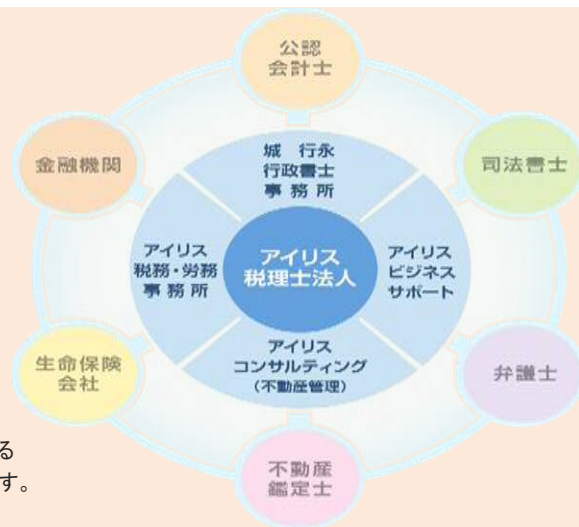 公認
会計士
金融機関
司法書士
城 行永
行政書士
事務所
アイリス
税務・労務
事務所
アイリス
税理士法人
アイリス
ビジネス
サポート
アイリス
コンサルティング
(不動産管理)
生命保険
会社
弁護士
不動産
鑑定士
る
す。